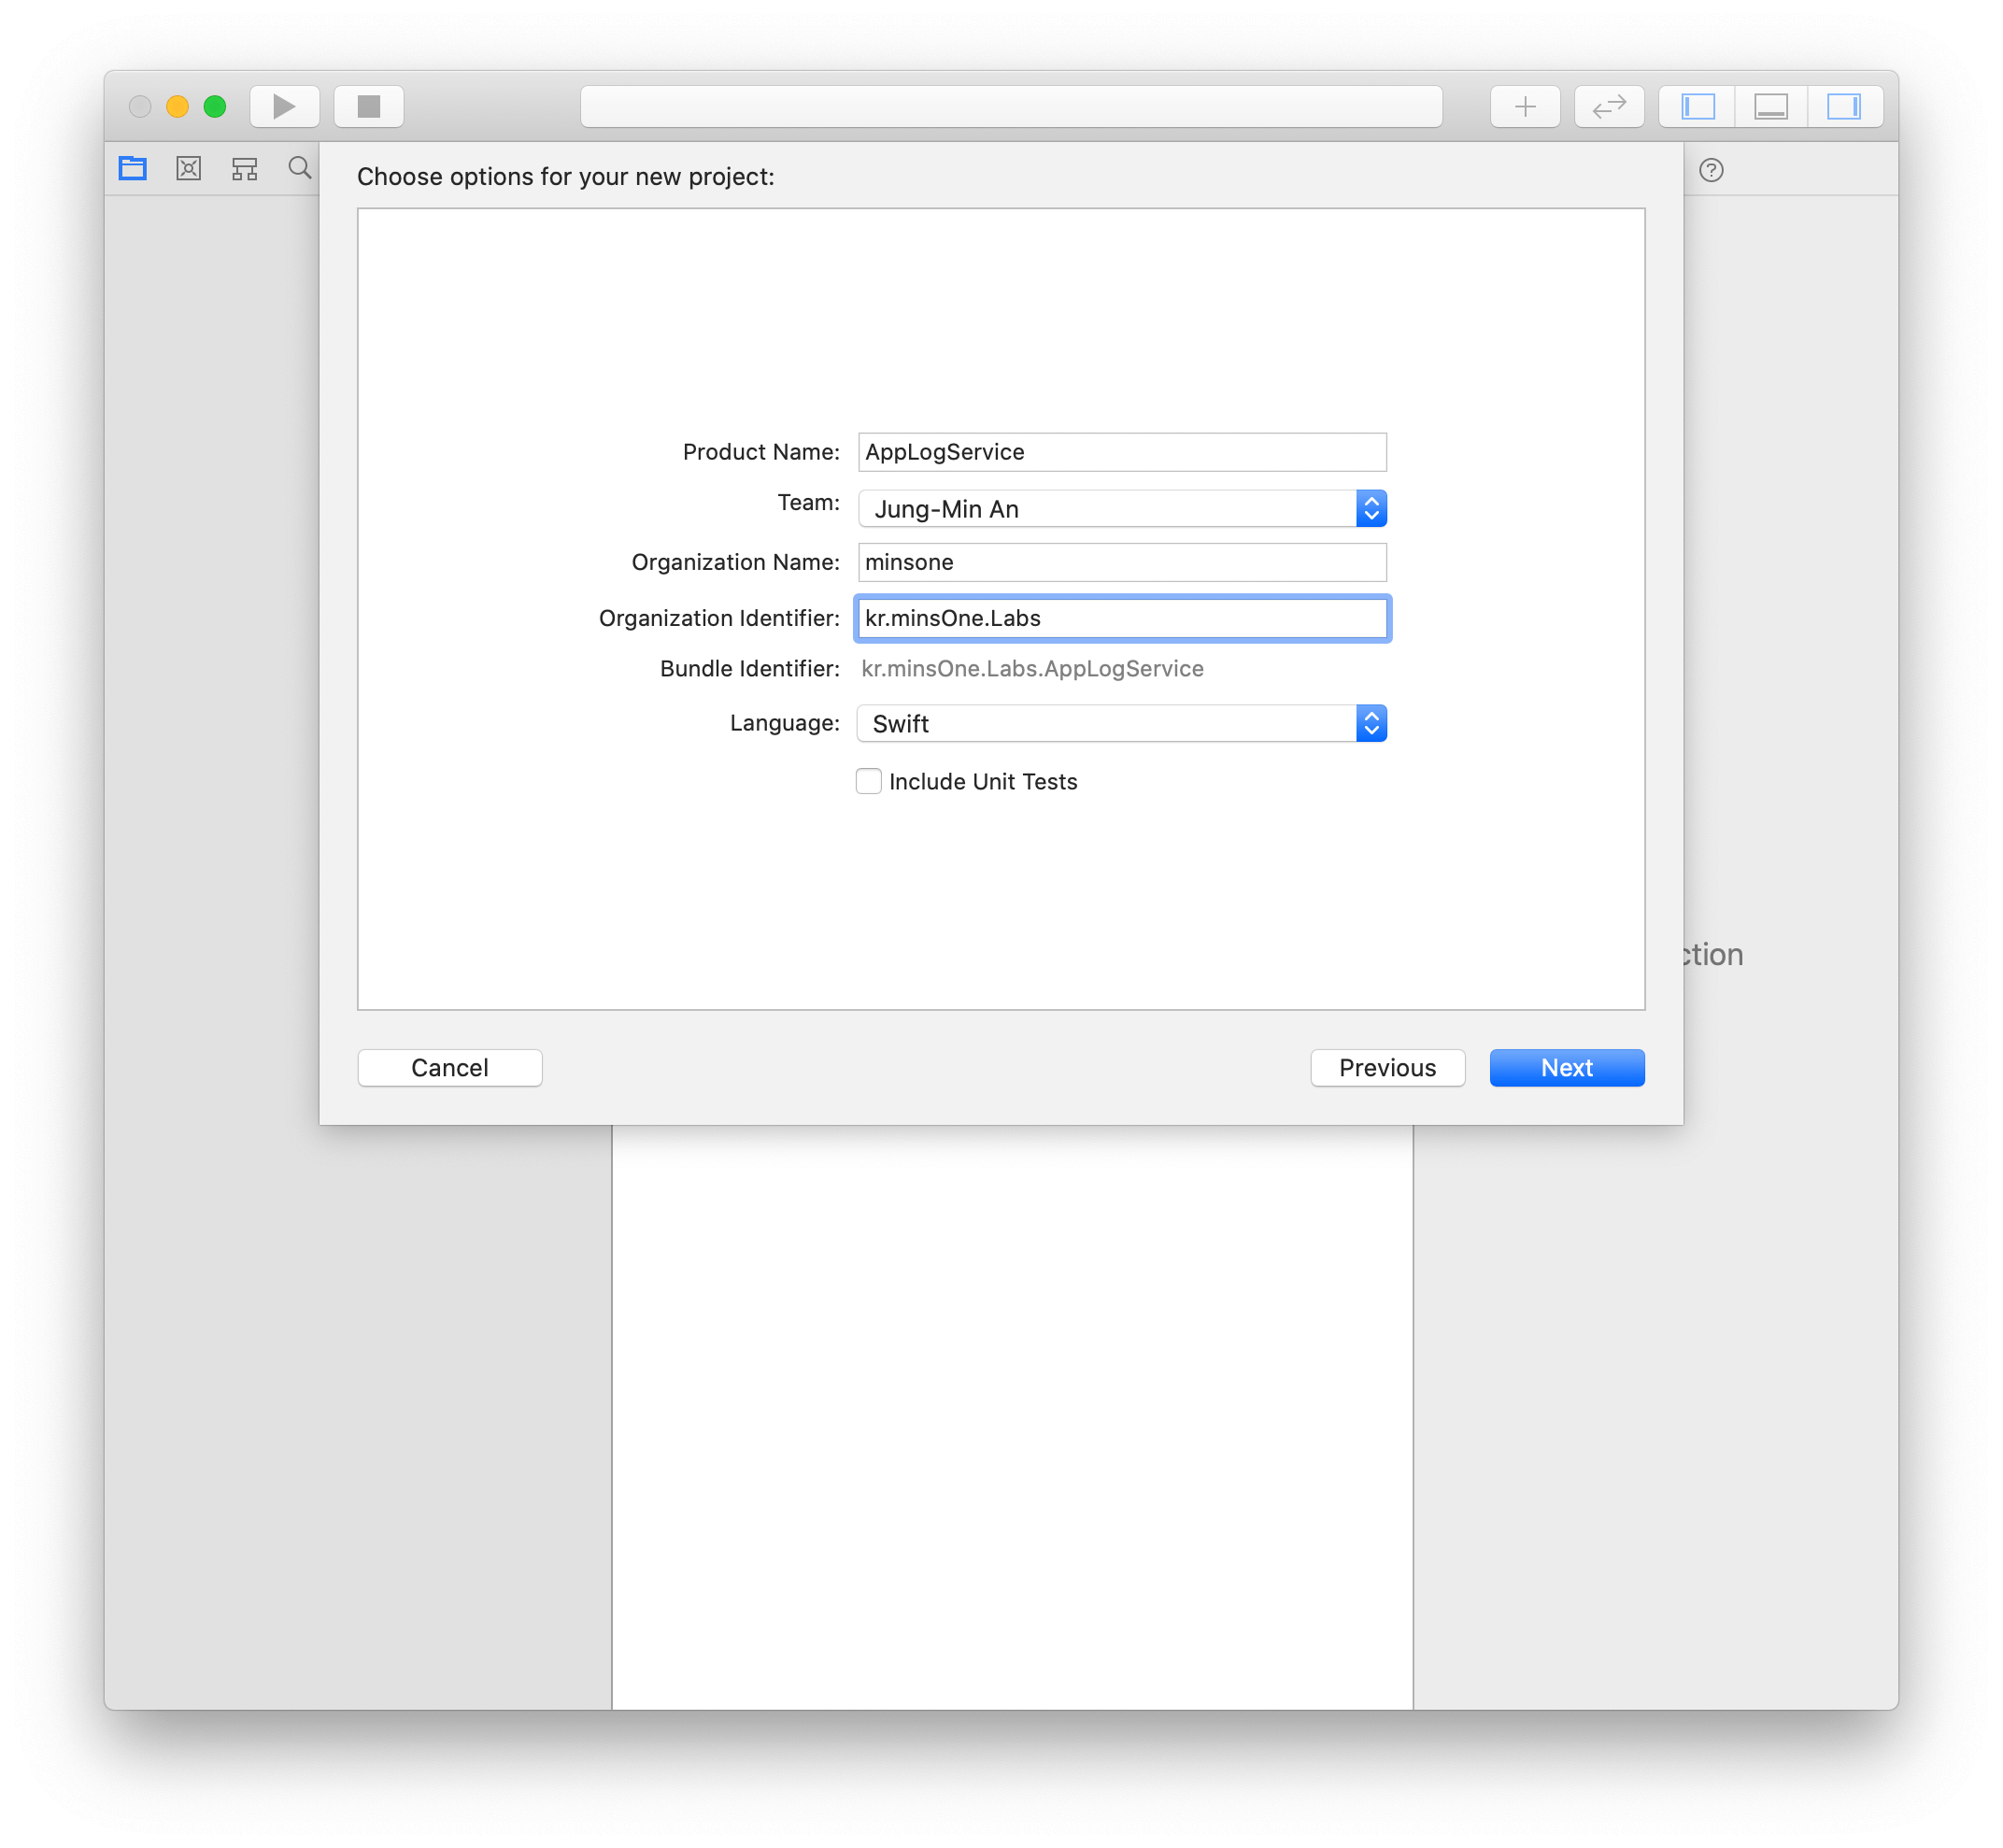 Choose options for your new project:
Product Name: AppLogService
Team: Jung-Min An
Organization Name: minsone
Organization Identifier: kr.minsOne.Labs
Bundle Identifier: kr.minsOne.Labs.AppLogService
Language: Swift
Include Unit Tests
ction
Cancel Previous Next